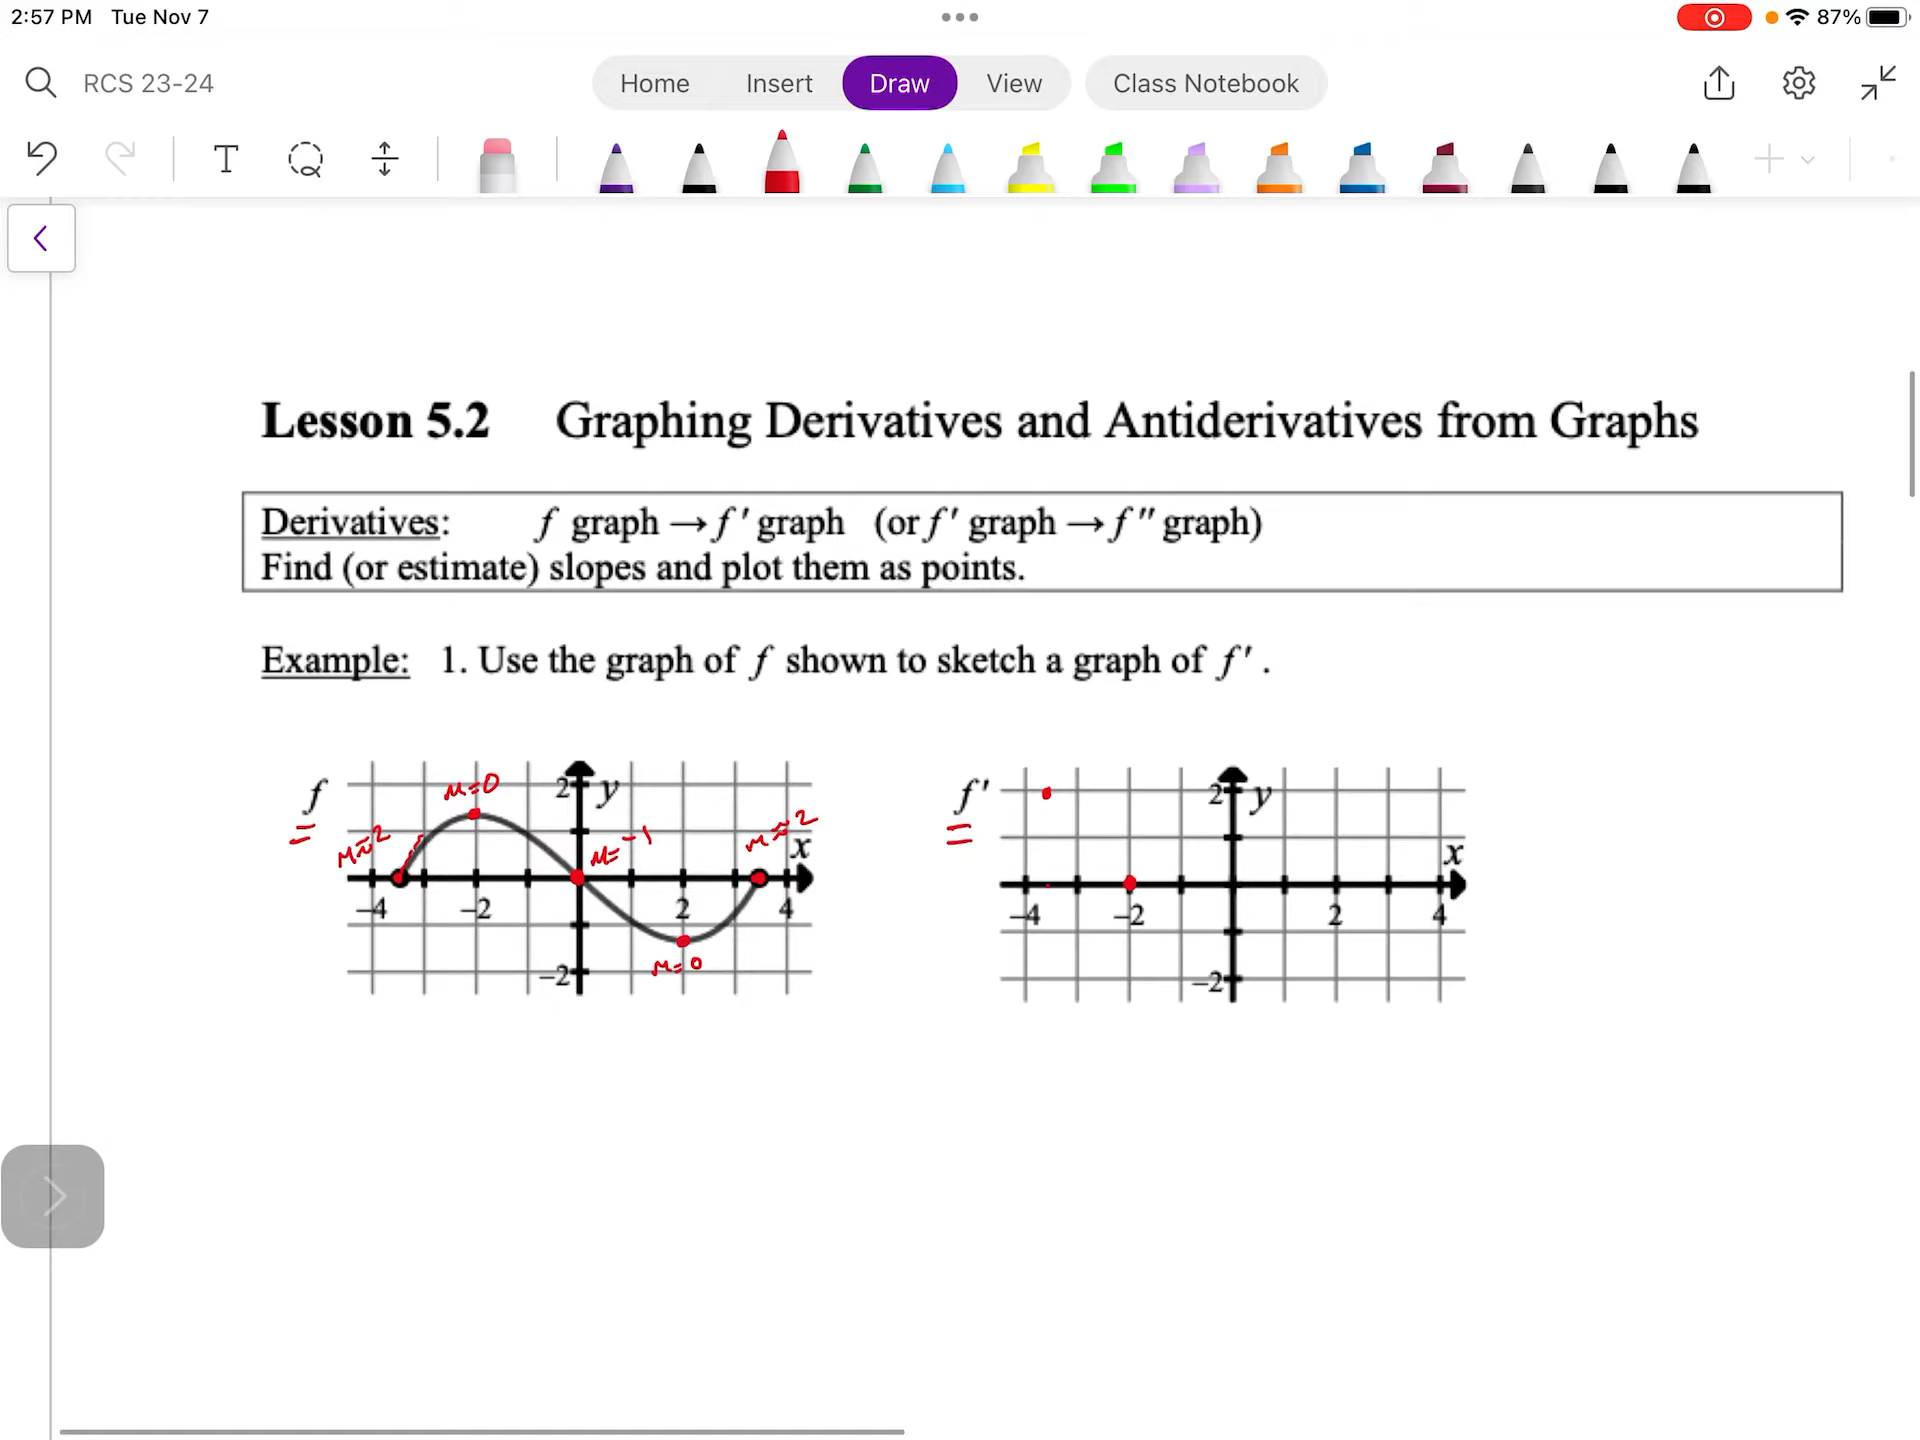 2:57 PM Tue Nov 7
87%
RCS 23-24
Home Insert Draw View Class Notebook
T
Lesson 5.2 Graphing Derivatives and Antiderivatives from Graphs
Derivatives: f graph → f ′ graph (or f ′ graph → f ″ graph)
Find (or estimate) slopes and plot them as points.
Example: 1. Use the graph of f shown to sketch a graph of f ′ .
f m≈2 m=0 2 y m=-1 m≈2 x
-4 -2 2 4
m=0
-2
f ′ 2 y x
-4 -2 2 4
-2